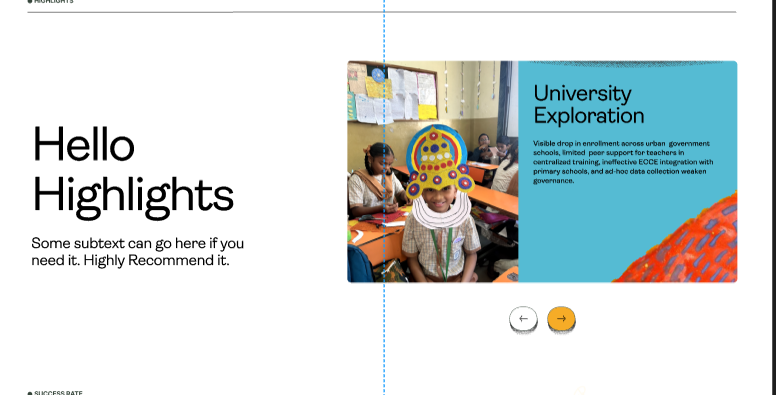 HIGHLIGHTS
Hello
Highlights
Some subtext can go here if you
need it. Highly Recommend it.
University
Exploration
Visible drop in enrollment across urban government
schools, limited peer support for teachers in
centralized training, ineffective ECCE integration with
primary schools, and ad-hoc data collection weaken
governance.
SUCCESS RATE